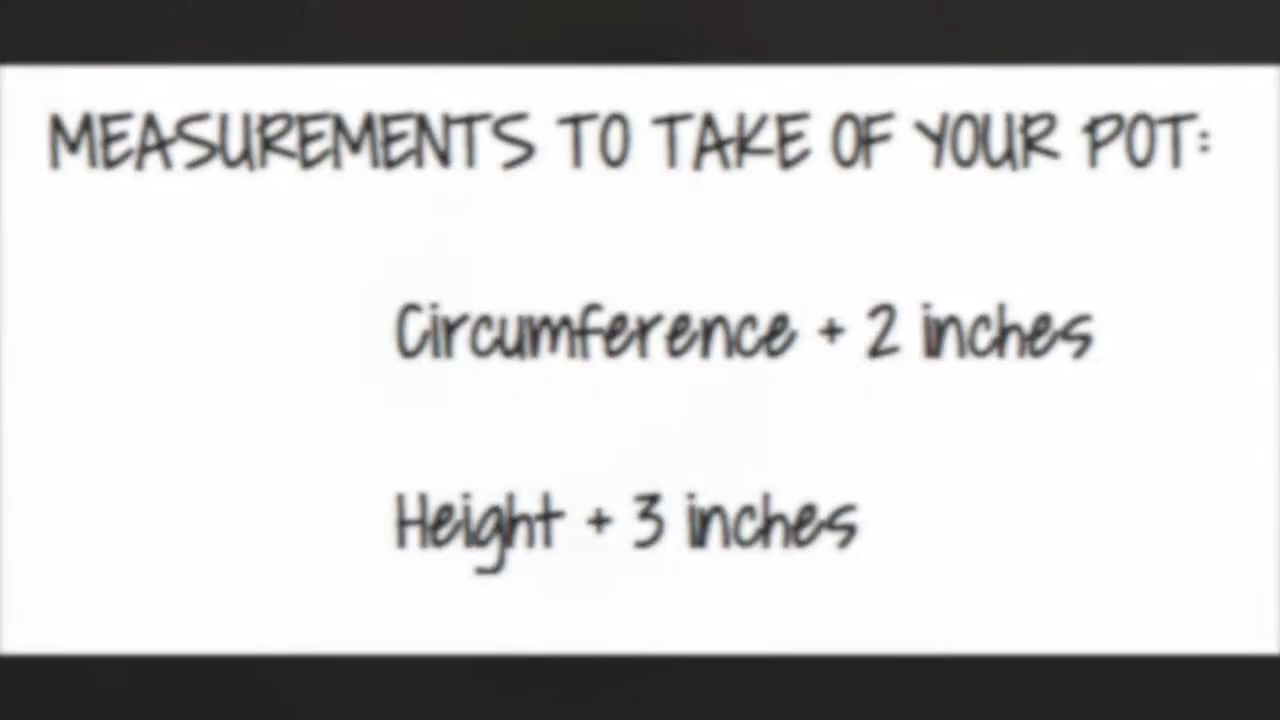 MEASUREMENTS TO TAKE OF YOUR POT:
Circumference + 2 inches
Height + 3 inches